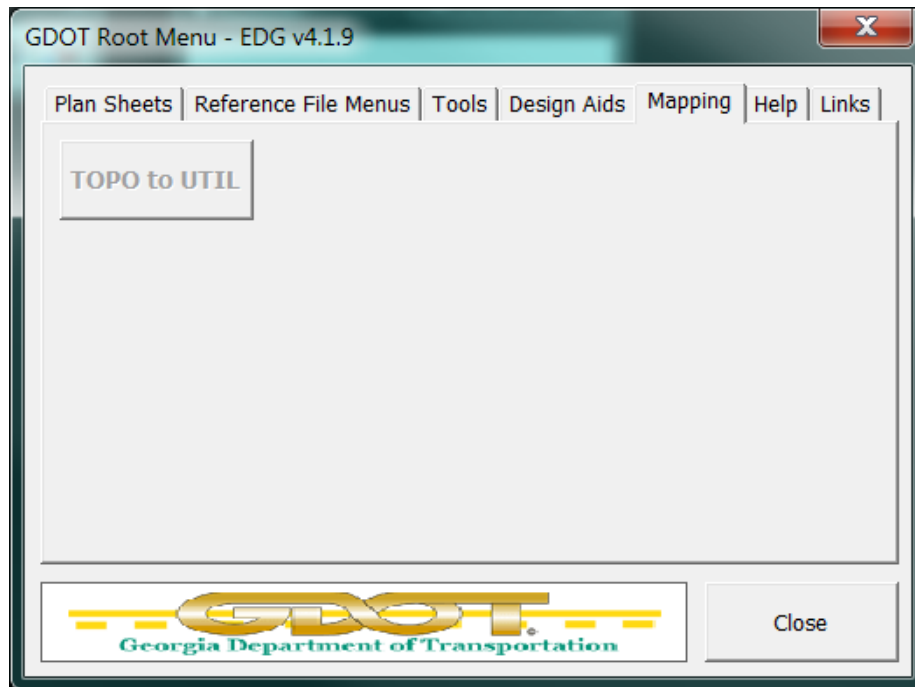 GDOT Root Menu - EDG v4.1.9
X
Plan Sheets Reference File Menus Tools Design Aids Mapping Help Links
TOPO to UTIL
GDOT
Georgia Department of Transportation
Close